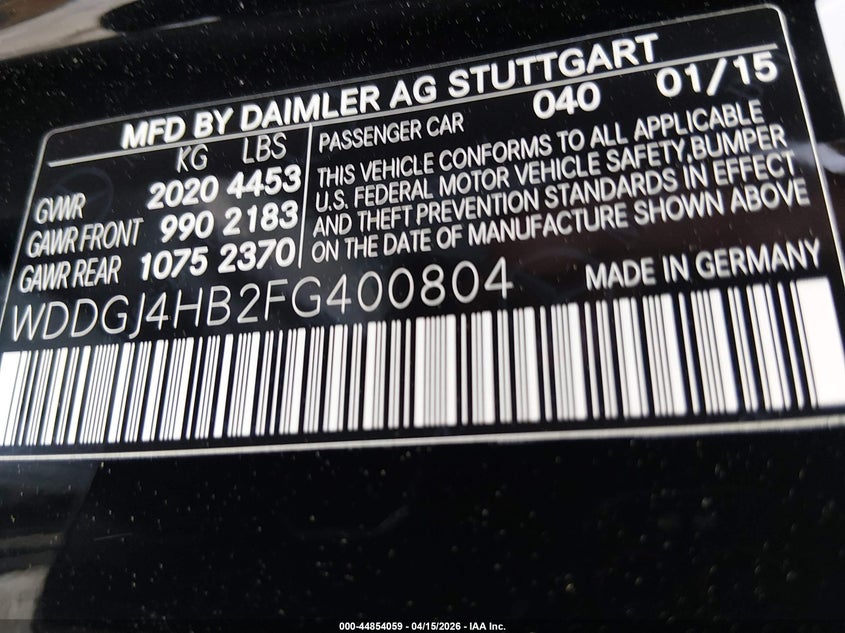 MFD BY DAIMLER AG STUTTGART
040 01/15
KG LBS
GVWR 2020 4453
GAWR FRONT 990 2183
GAWR REAR 1075 2370
PASSENGER CAR
THIS VEHICLE CONFORMS TO ALL APPLICABLE
U.S. FEDERAL MOTOR VEHICLE SAFETY, BUMPER
AND THEFT PREVENTION STANDARDS IN EFFECT
ON THE DATE OF MANUFACTURE SHOWN ABOVE
WDDGJ4HB2FG400804
MADE IN GERMANY
000-44854059 - 04/15/2026 - IAA Inc.